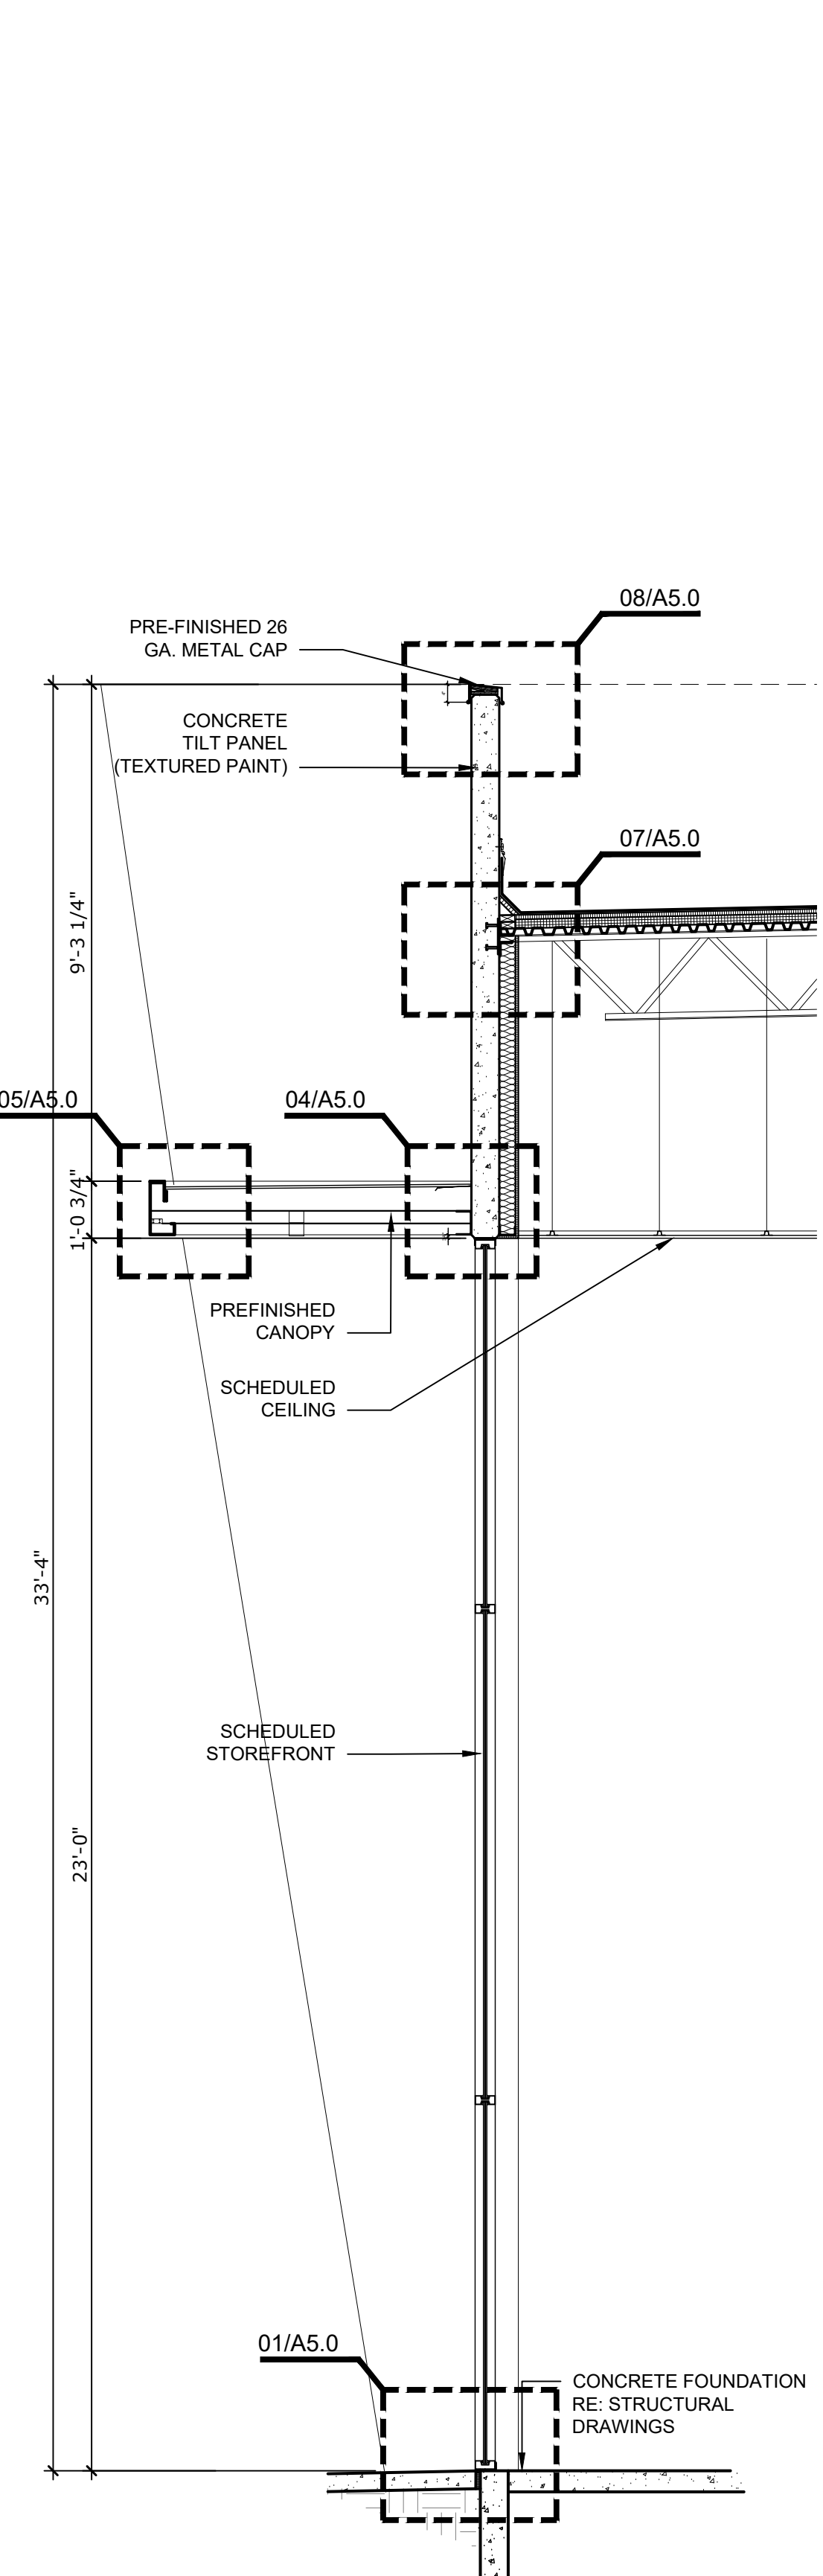 08/A5.0
PRE-FINISHED 26
GA. METAL CAP
CONCRETE
TILT PANEL
(TEXTURED PAINT)
07/A5.0
9'-3 1/4"
05/A5.0
04/A5.0
1'-0 3/4"
PREFINISHED
CANOPY
SCHEDULED
CEILING
33'-4"
SCHEDULED
STOREFRONT
23'-0"
01/A5.0
CONCRETE FOUNDATION
RE: STRUCTURAL
DRAWINGS